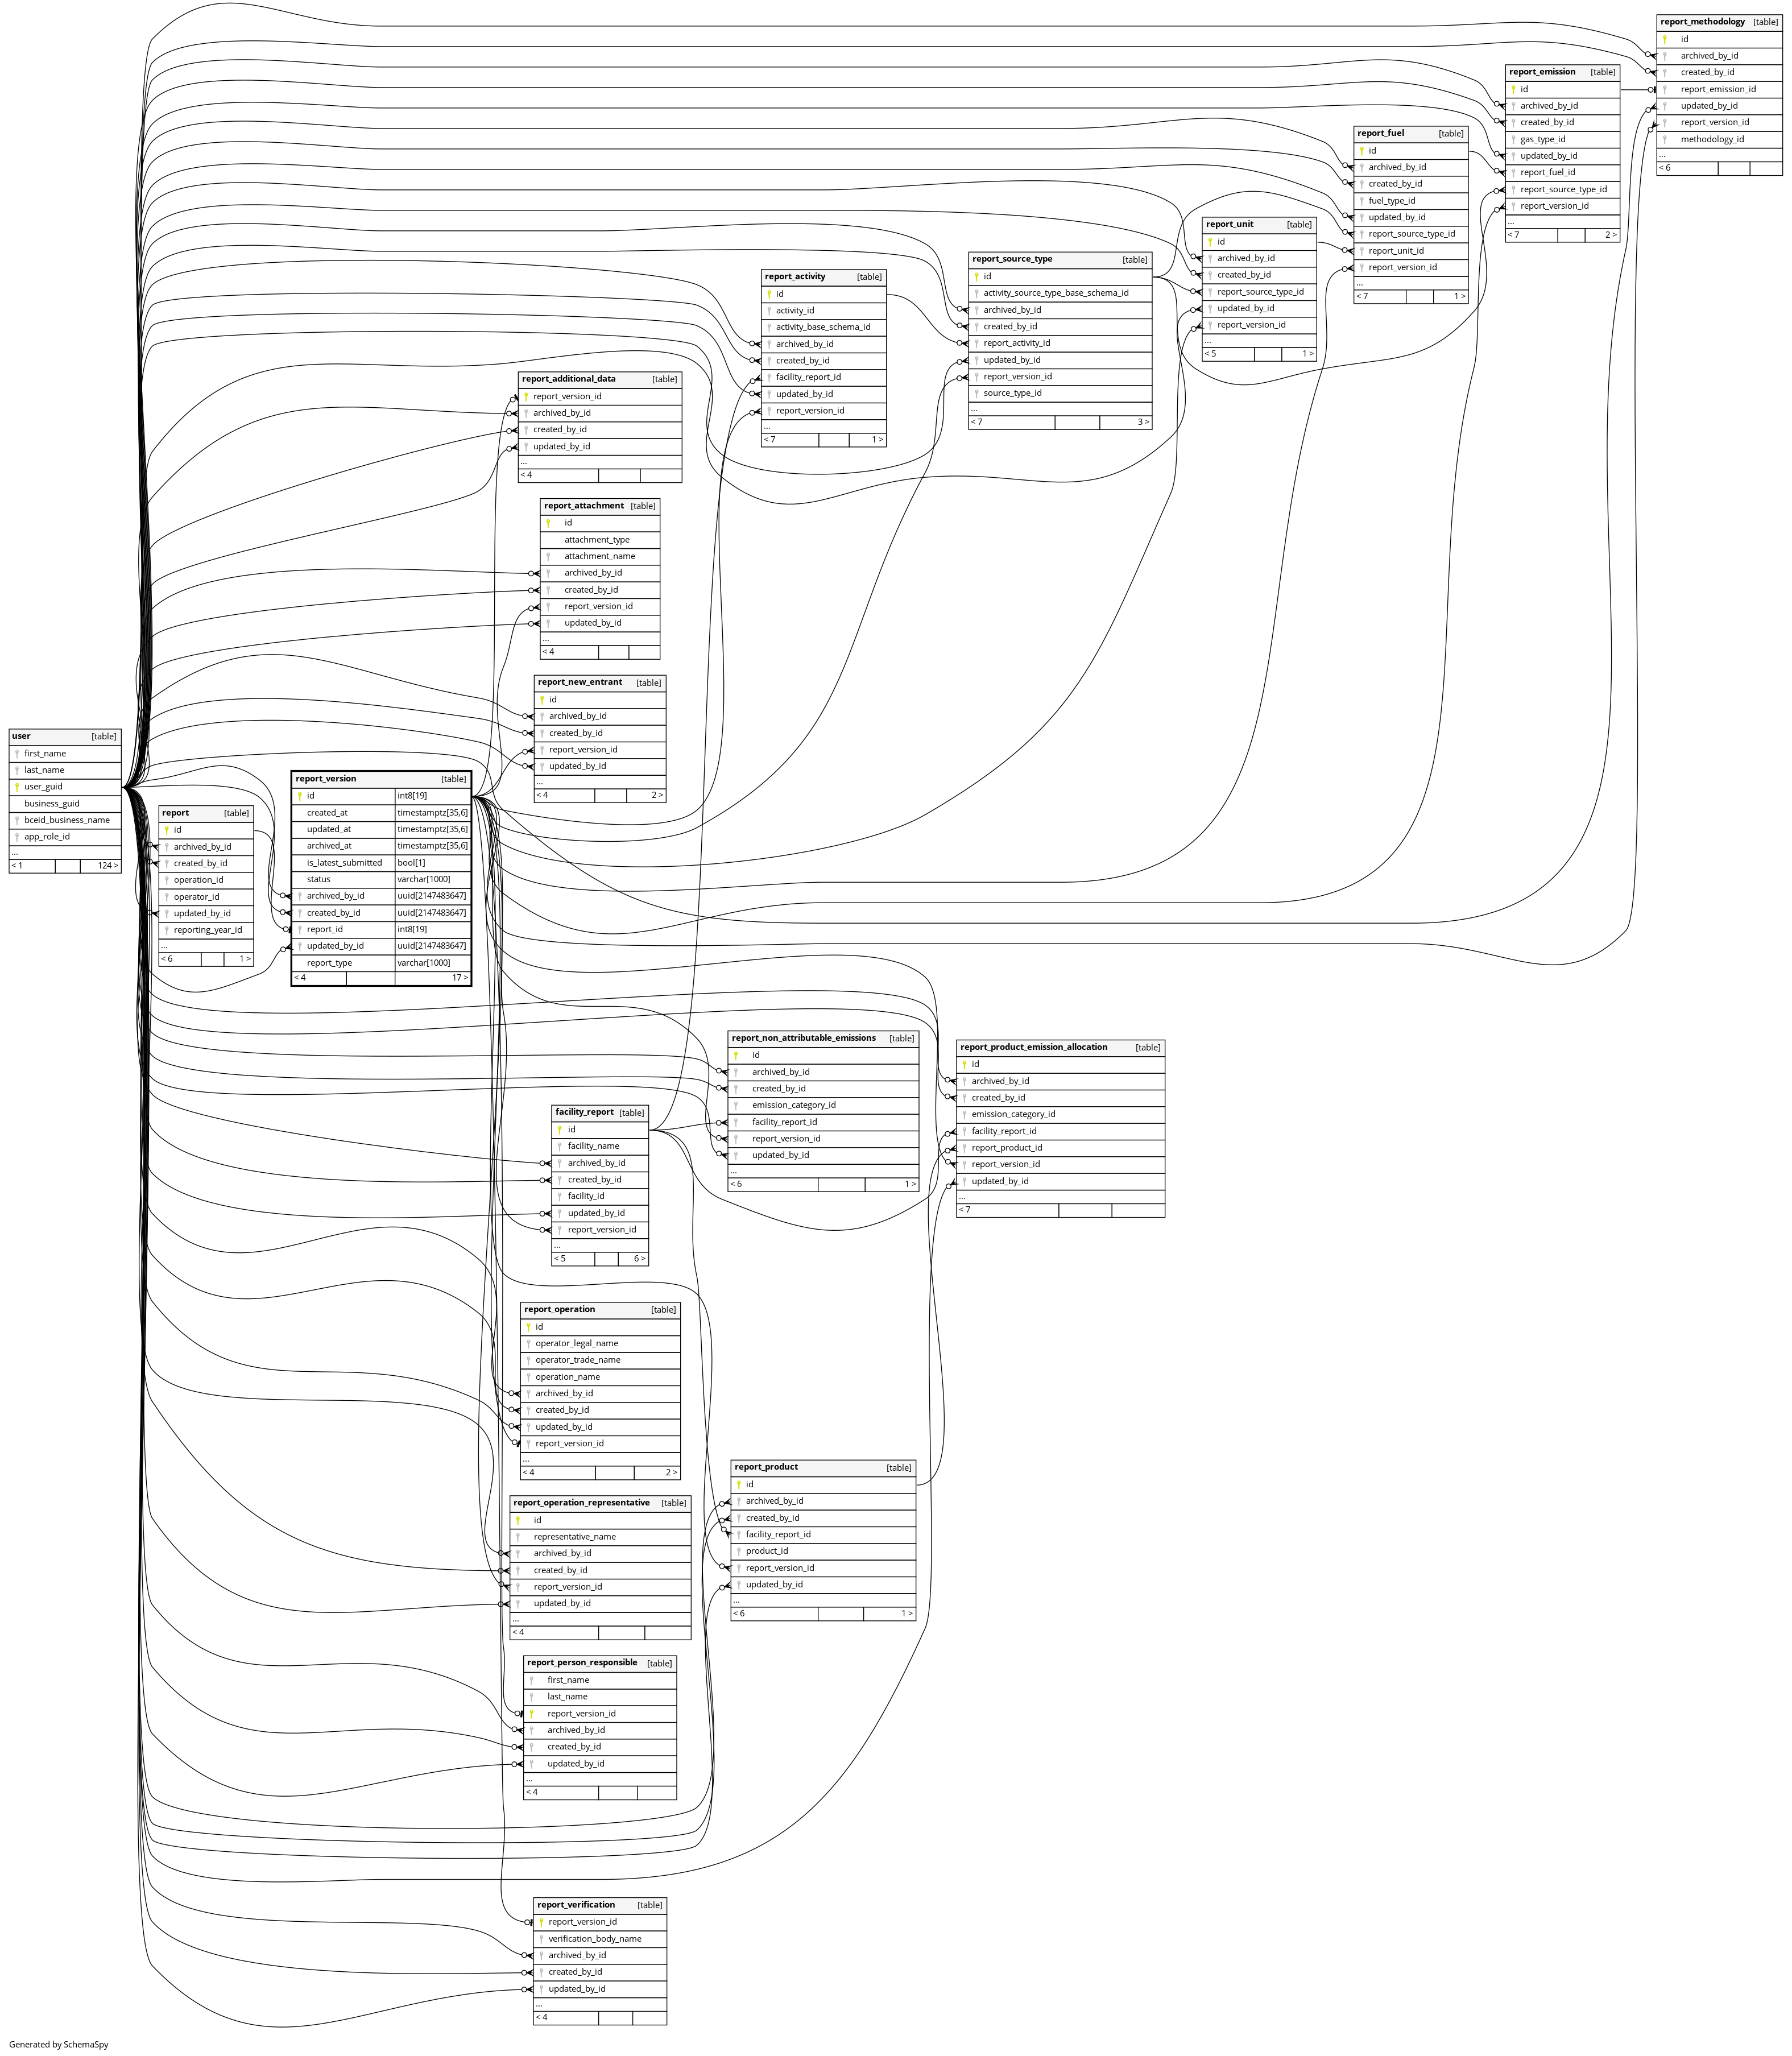 report_methodology [table]
id
archived_by_id
created_by_id
report_emission_id
updated_by_id
report_version_id
methodology_id
...
< 6
report_emission [table]
id
archived_by_id
created_by_id
gas_type_id
updated_by_id
report_fuel_id
report_source_type_id
report_version_id
...
< 7 2 >
report_fuel [table]
id
archived_by_id
created_by_id
fuel_type_id
updated_by_id
report_source_type_id
report_unit_id
report_version_id
...
< 7 1 >
report_unit [table]
id
archived_by_id
created_by_id
report_source_type_id
updated_by_id
report_version_id
...
< 5 1 >
report_source_type [table]
id
activity_source_type_base_schema_id
archived_by_id
created_by_id
report_activity_id
updated_by_id
report_version_id
source_type_id
...
< 7 3 >
report_activity [table]
id
activity_id
activity_base_schema_id
archived_by_id
created_by_id
facility_report_id
updated_by_id
report_version_id
...
< 7 1 >
report_additional_data [table]
report_version_id
archived_by_id
created_by_id
updated_by_id
...
< 4
report_attachment [table]
id
attachment_type
attachment_name
archived_by_id
created_by_id
report_version_id
updated_by_id
...
< 4
report_new_entrant [table]
id
archived_by_id
created_by_id
report_version_id
updated_by_id
...
< 4 2 >
user [table]
first_name
last_name
user_guid
business_guid
bceid_business_name
app_role_id
...
< 1 124 >
report [table]
id
archived_by_id
created_by_id
operation_id
operator_id
updated_by_id
reporting_year_id
...
< 6 1 >
report_version [table]
id int8[19]
created_at timestamptz[35,6]
updated_at timestamptz[35,6]
archived_at timestamptz[35,6]
is_latest_submitted bool[1]
status varchar[1000]
archived_by_id uuid[2147483647]
created_by_id uuid[2147483647]
report_id int8[19]
updated_by_id uuid[2147483647]
report_type varchar[1000]
< 4 17 >
report_non_attributable_emissions [table]
id
archived_by_id
created_by_id
emission_category_id
facility_report_id
report_version_id
updated_by_id
...
< 6 1 >
report_product_emission_allocation [table]
id
archived_by_id
created_by_id
emission_category_id
facility_report_id
report_product_id
report_version_id
updated_by_id
...
< 7
facility_report [table]
id
facility_name
archived_by_id
created_by_id
facility_id
updated_by_id
report_version_id
...
< 5 6 >
report_operation [table]
id
operator_legal_name
operator_trade_name
operation_name
archived_by_id
created_by_id
updated_by_id
report_version_id
...
< 4 2 >
report_product [table]
id
archived_by_id
created_by_id
facility_report_id
product_id
report_version_id
updated_by_id
...
< 6 1 >
report_operation_representative [table]
id
representative_name
archived_by_id
created_by_id
report_version_id
updated_by_id
...
< 4
report_person_responsible [table]
first_name
last_name
report_version_id
archived_by_id
created_by_id
updated_by_id
...
< 4
report_verification [table]
report_version_id
verification_body_name
archived_by_id
created_by_id
updated_by_id
...
< 4
Generated by SchemaSpy